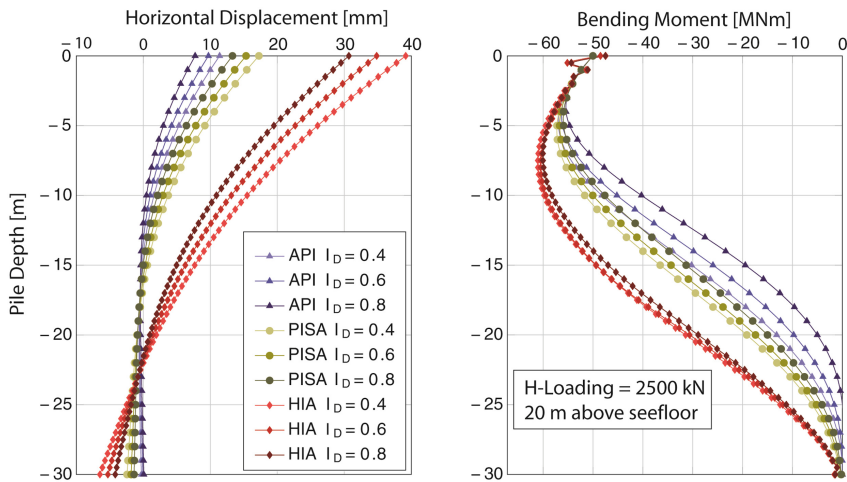 Horizontal Displacement [mm]
−10 0 10 20 30 40
Bending Moment [MNm]
−60 −50 −40 −30 −20 −10 0
Pile Depth [m]
0
−5
−10
−15
−20
−25
−30
API I_D = 0.4
API I_D = 0.6
API I_D = 0.8
PISA I_D = 0.4
PISA I_D = 0.6
PISA I_D = 0.8
HIA I_D = 0.4
HIA I_D = 0.6
HIA I_D = 0.8
0
−5
−10
−15
−20
−25
−30
H-Loading = 2500 kN
20 m above seefloor